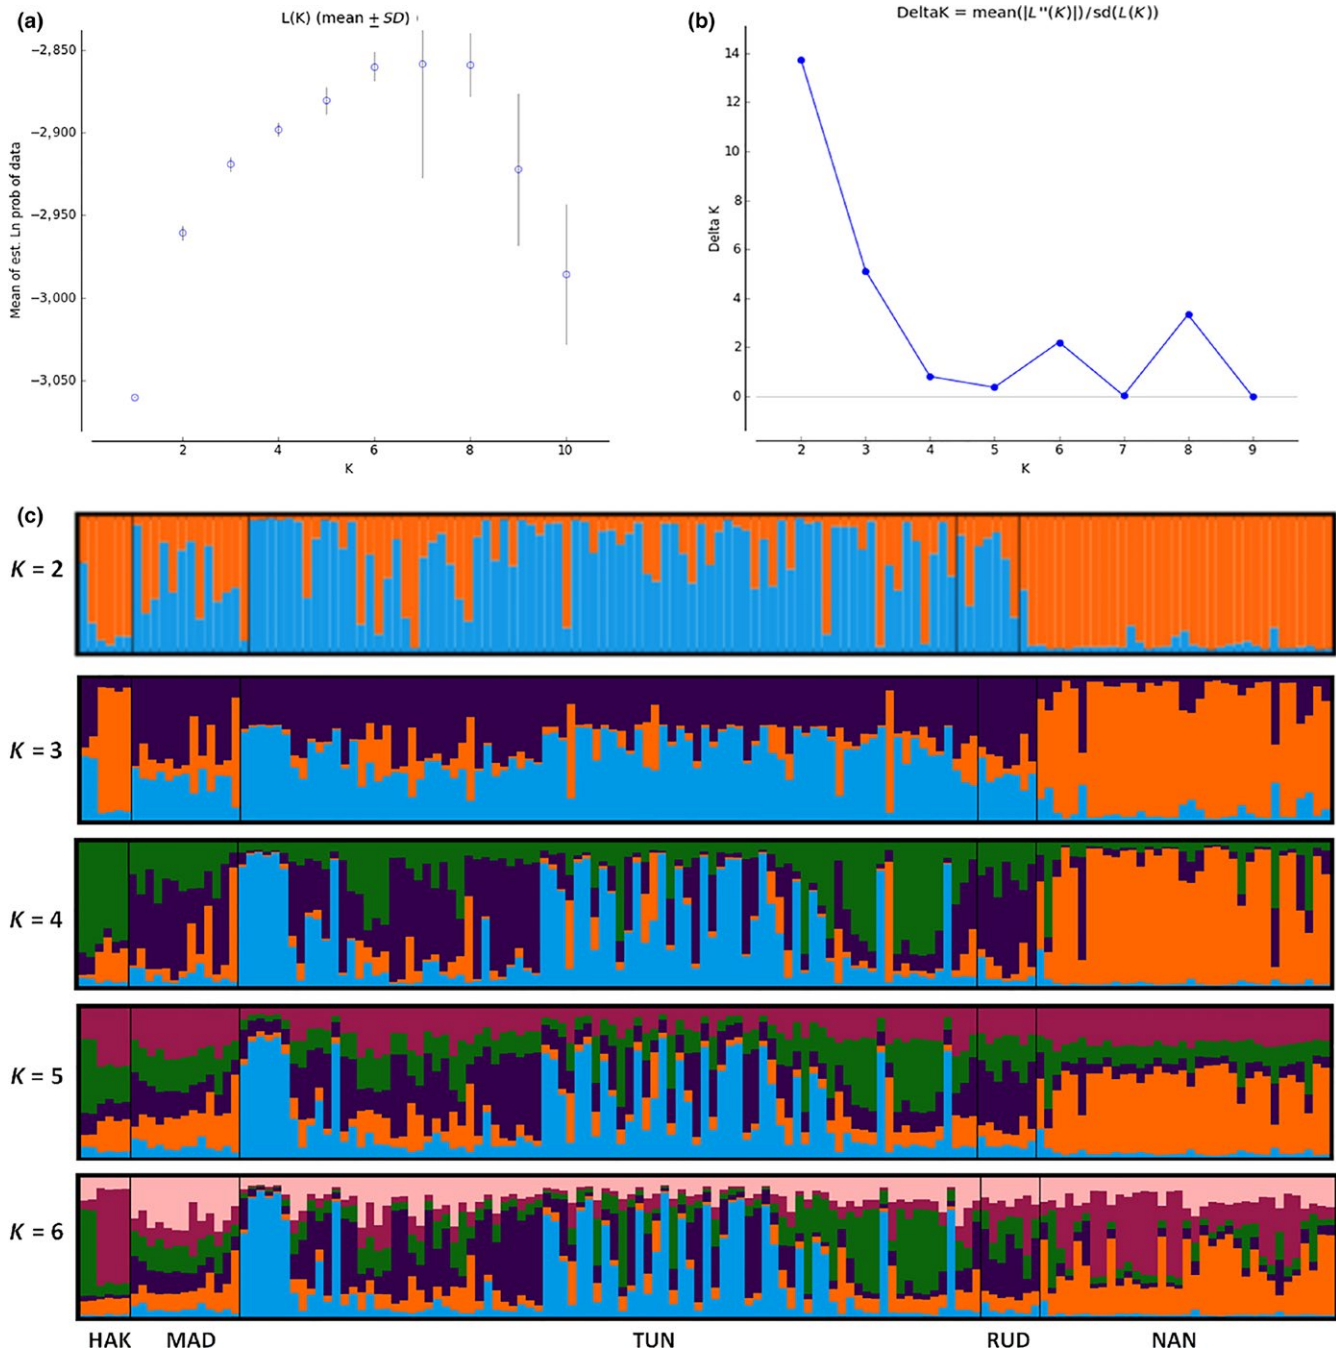 (a)
L(K) (mean ± SD)
−2,850
−2,900
−2,950
−3,000
−3,050
Mean of est. Ln prob of data
2 4 6 8 10
K
(b)
DeltaK = mean(|L"(K)|)/sd(L(K))
14
12
10
8
6
4
2
0
Delta K
2 3 4 5 6 7 8 9
K
(c)
K = 2
K = 3
K = 4
K = 5
K = 6
HAK MAD TUN RUD NAN